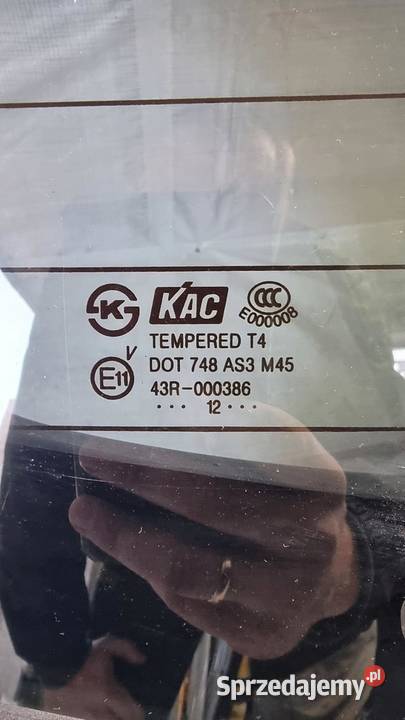 K KAC CCC
E000008
TEMPERED T4
V
DOT 748 AS3 M45
E11
43R-000386
··· 12 ···
Sprzedajemy.pl